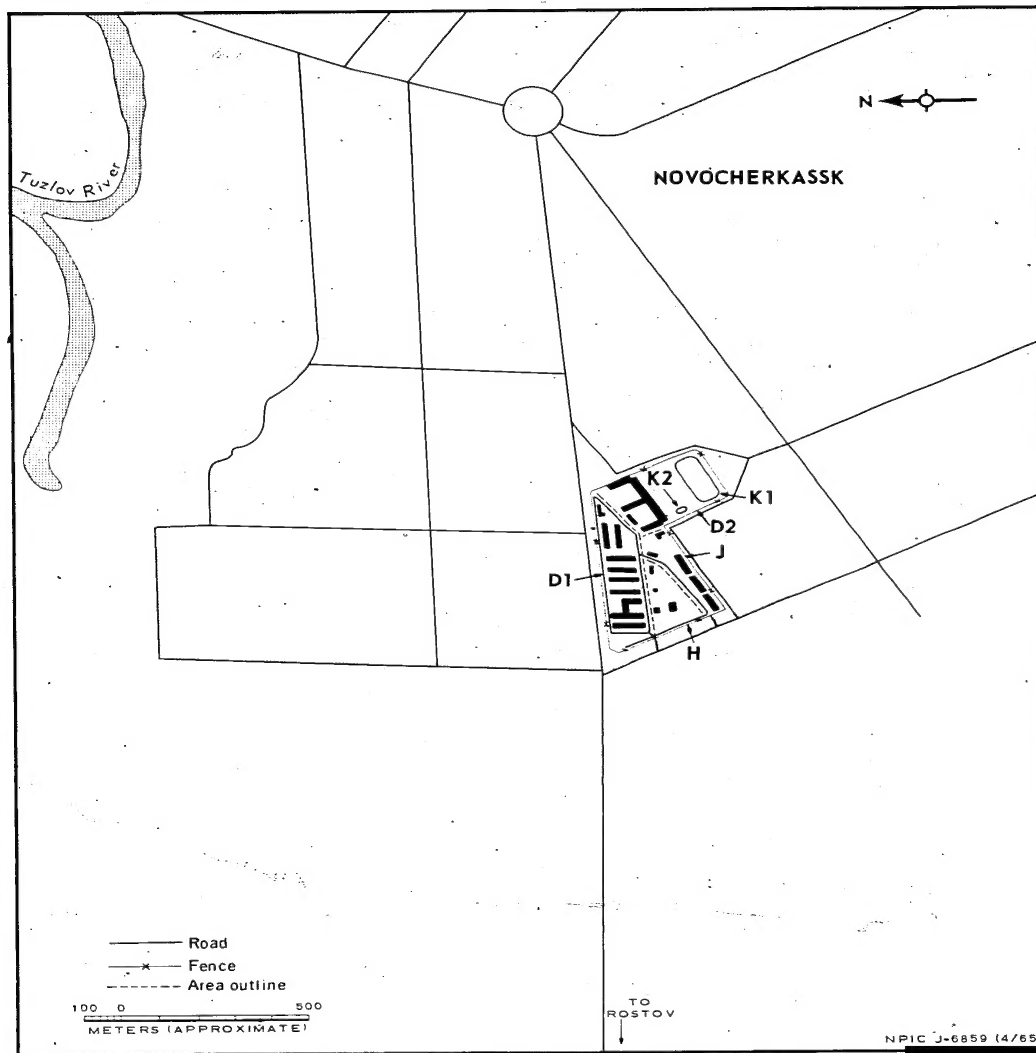 N
Tuzlov River
NOVOCHERKASSK
K2
K1
D2
J
D1
H
Road
Fence
Area outline
100 0 500
METERS (APPROXIMATE)
TO
ROSTOV
NPIC J-6859 (4/65